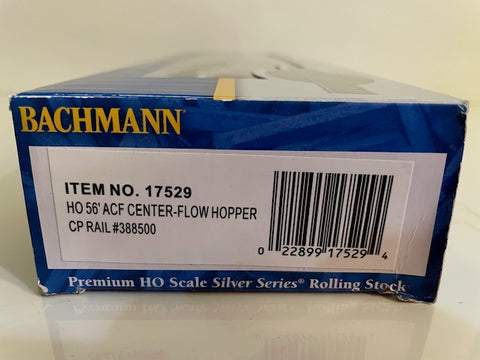 BACHMANN
ITEM NO. 17529
HO 56' ACF CENTER-FLOW HOPPER
CP RAIL #388500
0 22899 17529 4
Premium HO Scale Silver Series® Rolling Stock